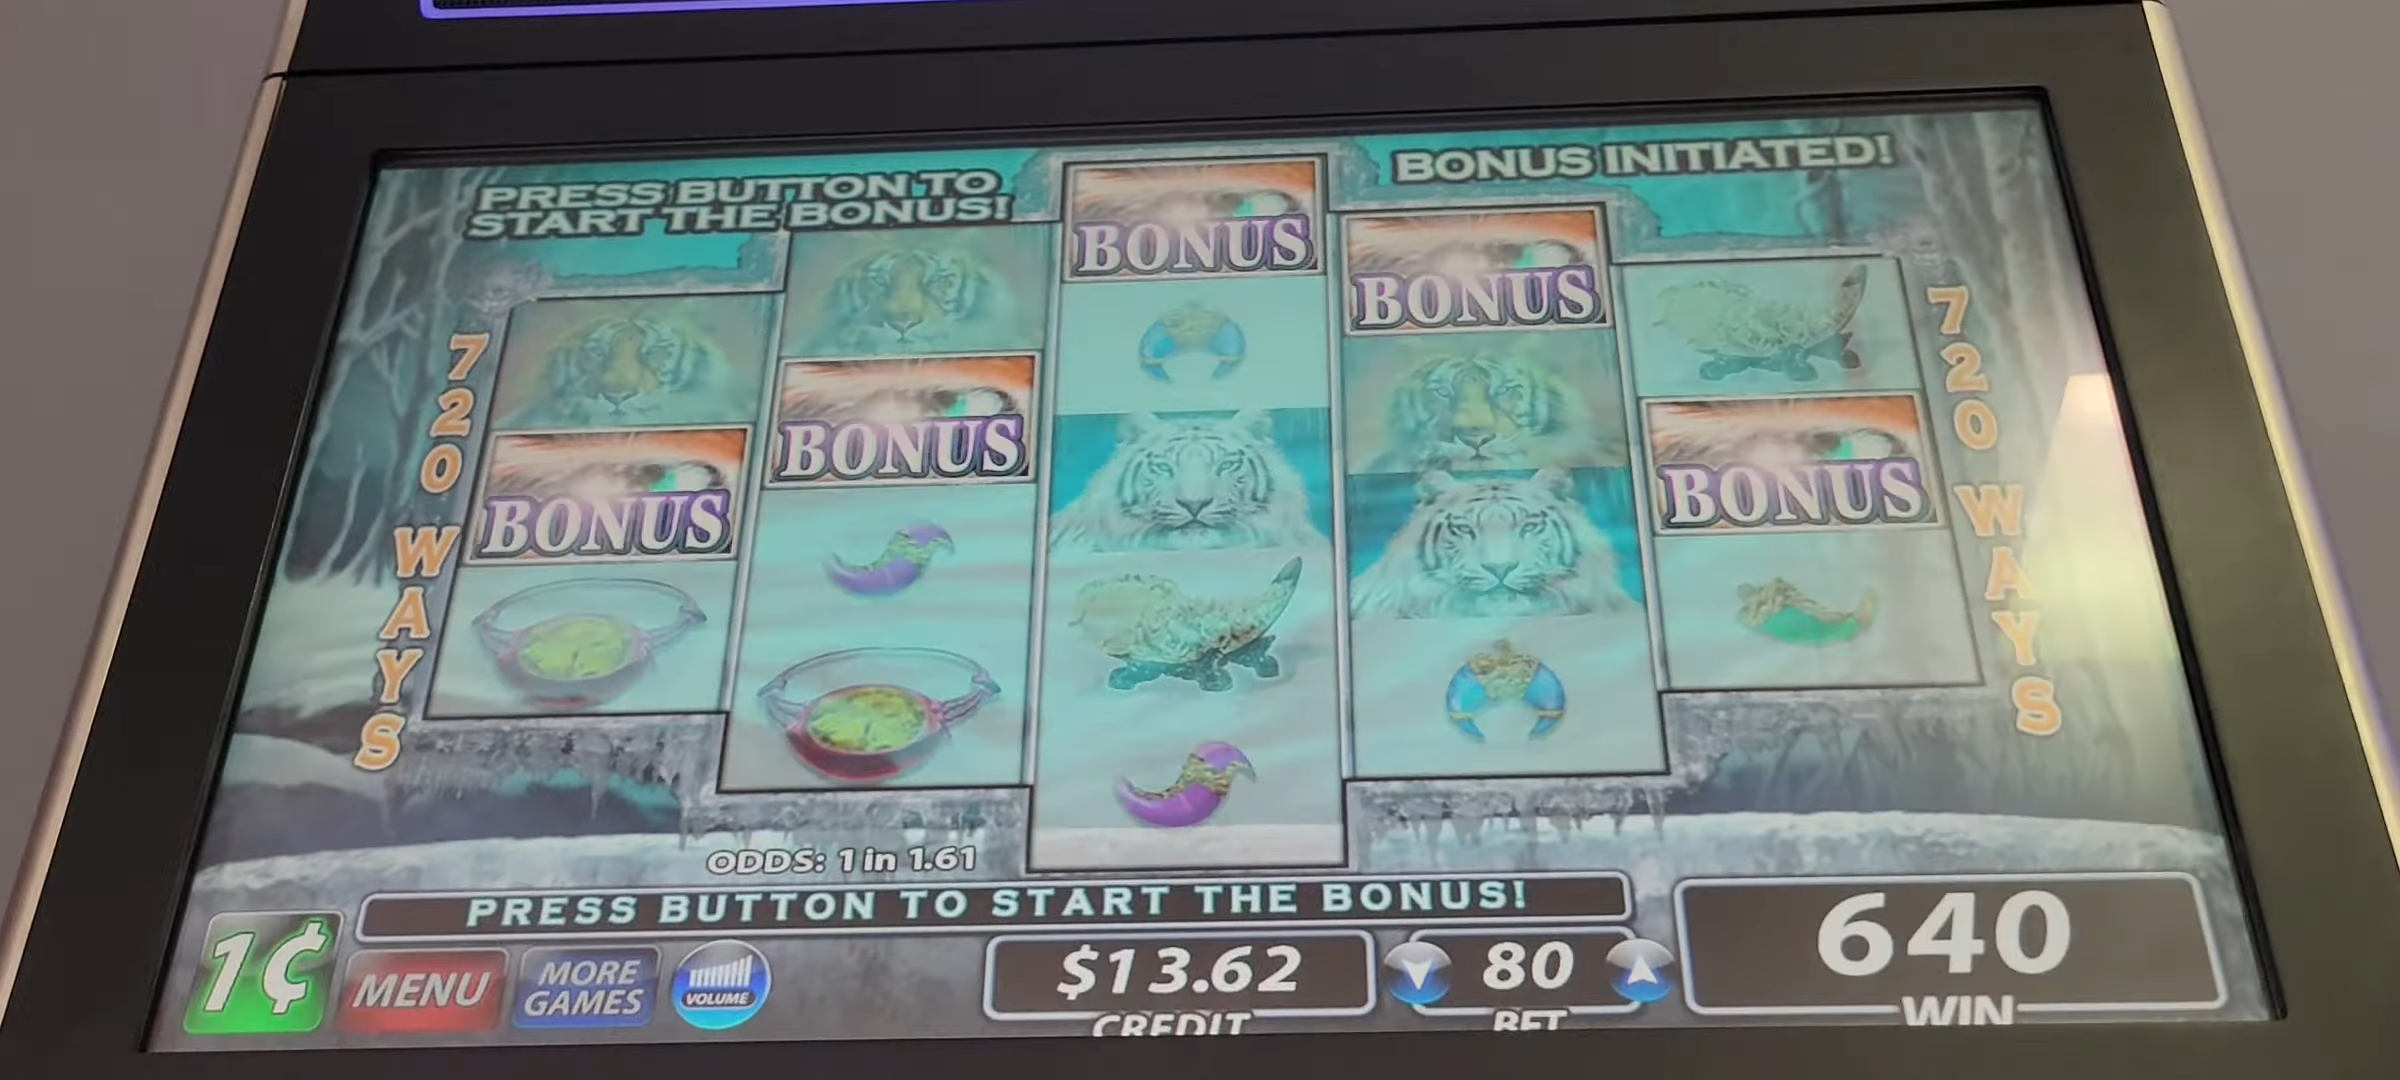 PRESS BUTTON TO
START THE BONUS!
BONUS INITIATED!
BONUS
BONUS
BONUS
BONUS
BONUS
720 WAYS
720 WAYS
ODDS: 1 in 1.61
PRESS BUTTON TO START THE BONUS!
1¢
MENU
MORE
GAMES
VOLUME
$13.62
CREDIT
80
BET
640
WIN